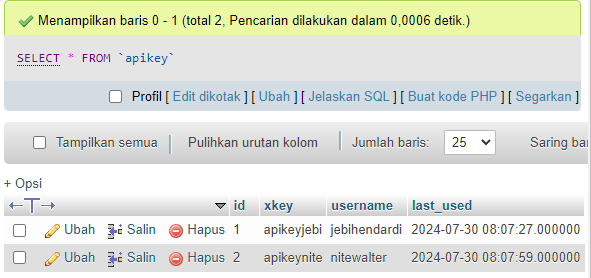 Menampilkan baris 0 - 1 (total 2, Pencarian dilakukan dalam 0,0006 detik.)
SELECT * FROM `apikey`
Profil [ Edit dikotak ] [ Ubah ] [ Jelaskan SQL ] [ Buat kode PHP ] [ Segarkan ]
Tampilkan semua Pulihkan urutan kolom Jumlah baris: 25 Saring
+ Opsi
←T→ id xkey username last_used
Ubah Salin Hapus 1 apikeyjebi jebihendardi 2024-07-30 08:07:27.000000
Ubah Salin Hapus 2 apikeynite nitewalter 2024-07-30 08:07:59.000000